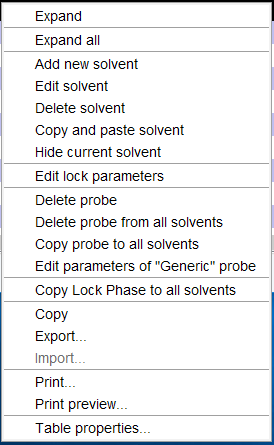 Expand
Expand all
Add new solvent
Edit solvent
Delete solvent
Copy and paste solvent
Hide current solvent
Edit lock parameters
Delete probe
Delete probe from all solvents
Copy probe to all solvents
Edit parameters of "Generic" probe
Copy Lock Phase to all solvents
Copy
Export...
Import...
Print...
Print preview...
Table properties...